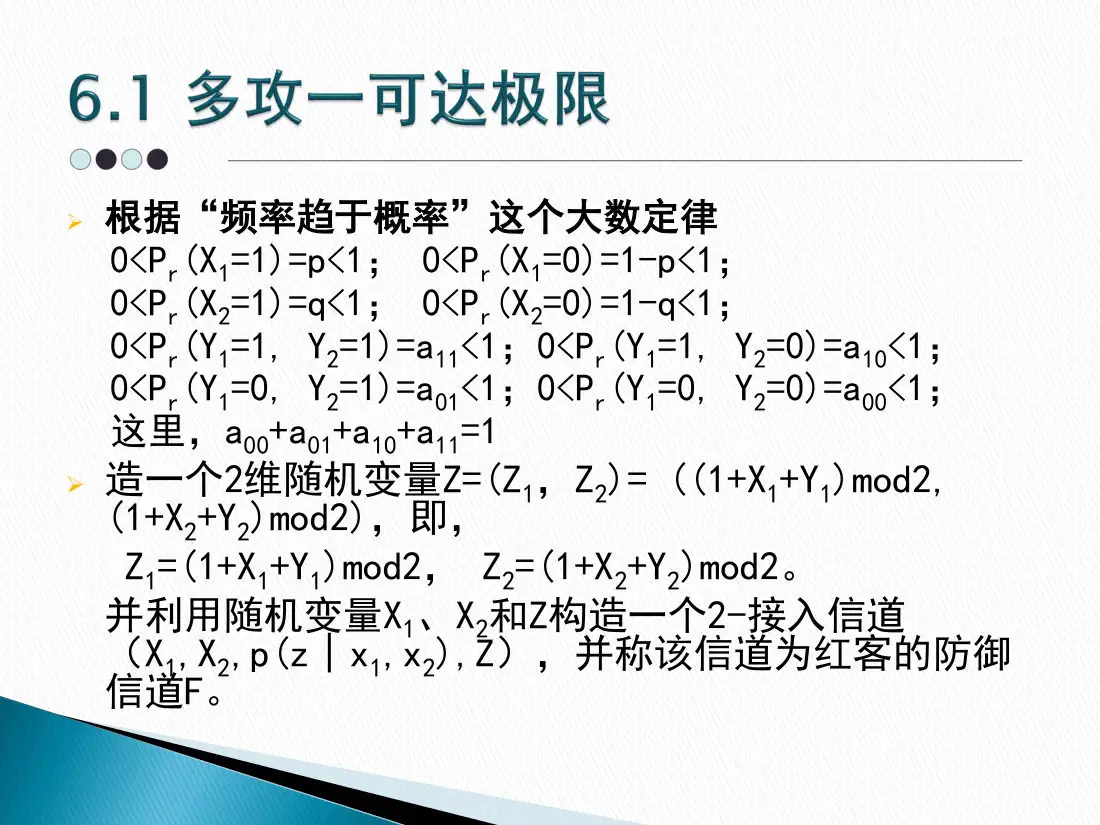 6.1 多攻一可达极限
根据“频率趋于概率”这个大数定律
0<Pr(X1=1)=p<1； 0<Pr(X1=0)=1-p<1；
0<Pr(X2=1)=q<1； 0<Pr(X2=0)=1-q<1；
0<Pr(Y1=1, Y2=1)=a11<1；0<Pr(Y1=1, Y2=0)=a10<1；
0<Pr(Y1=0, Y2=1)=a01<1；0<Pr(Y1=0, Y2=0)=a00<1；
这里，a00+a01+a10+a11=1
造一个2维随机变量Z=(Z1，Z2)= ((1+X1+Y1)mod2,
(1+X2+Y2)mod2)，即，
Z1=(1+X1+Y1)mod2， Z2=(1+X2+Y2)mod2。
并利用随机变量X1、X2和Z构造一个2-接入信道
（X1,X2,p(z｜x1,x2),Z），并称该信道为红客的防御
信道F。